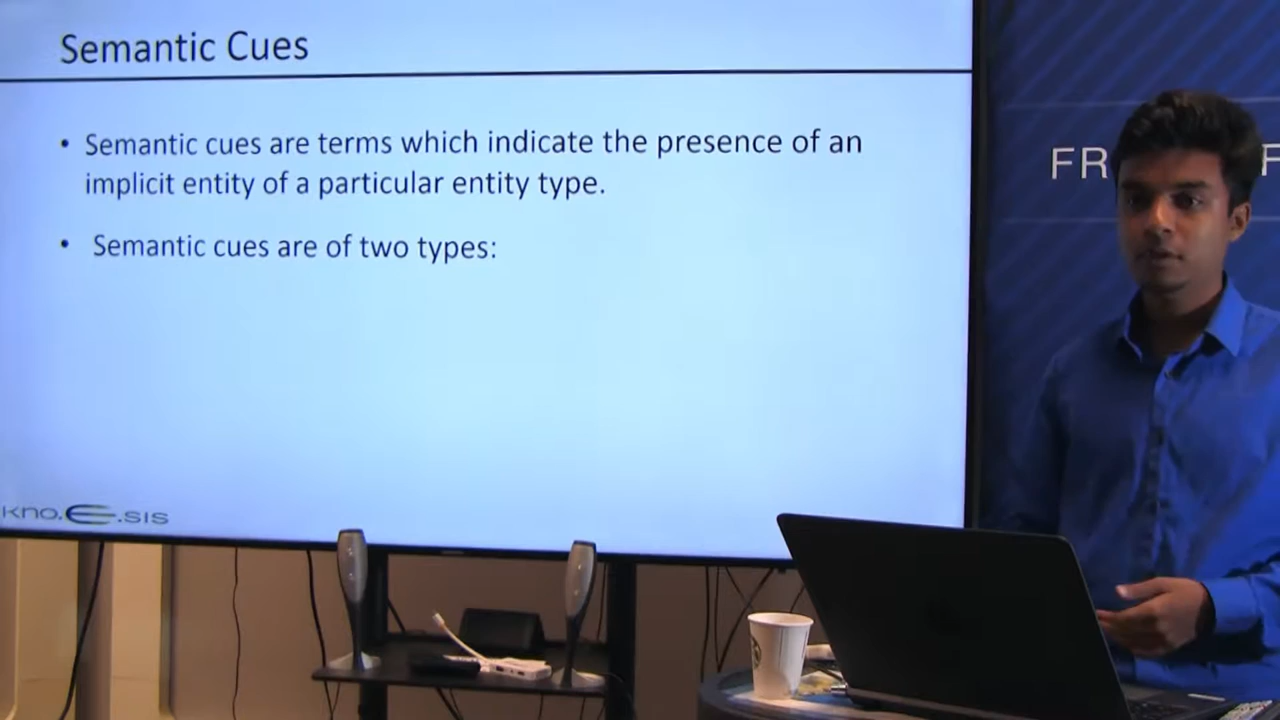 Semantic Cues
• Semantic cues are terms which indicate the presence of an
implicit entity of a particular entity type.
• Semantic cues are of two types:
kno.e.sis
FR
F